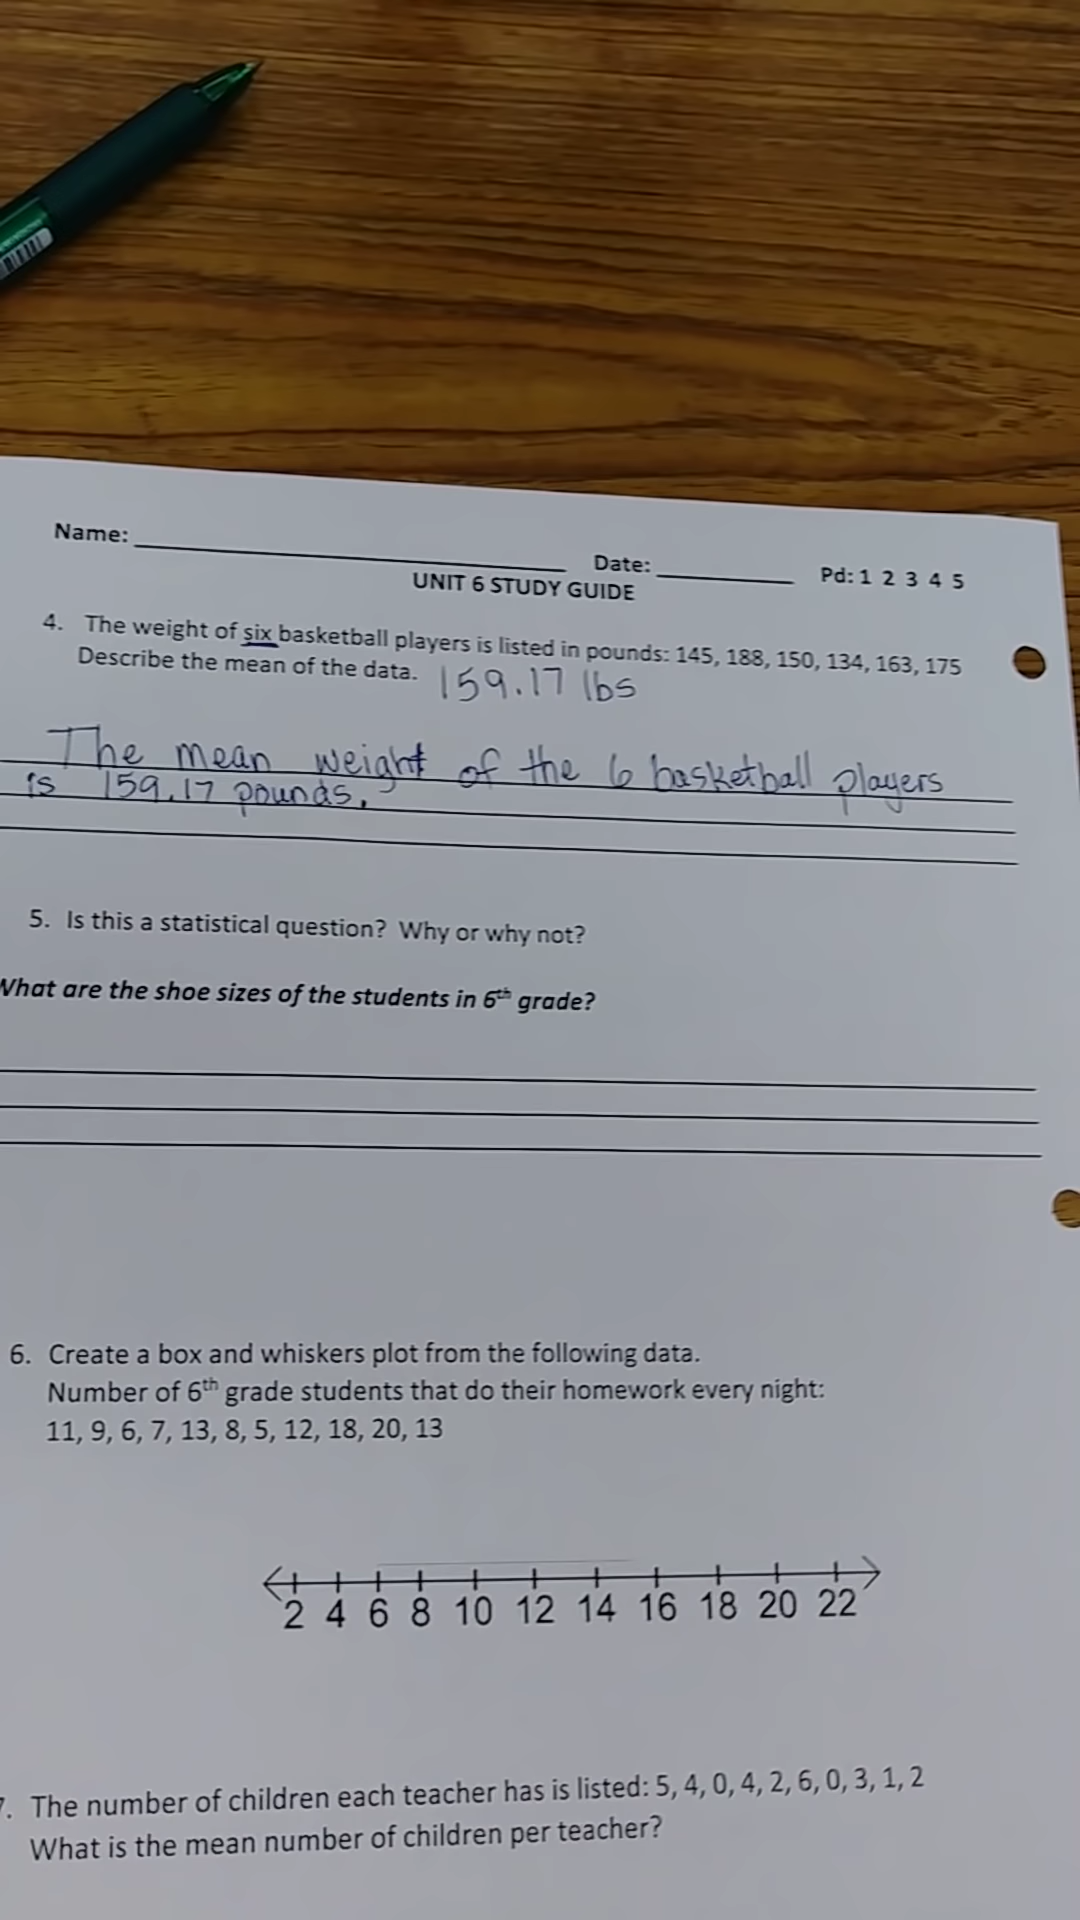 Name: Date: Pd: 1 2 3 4 5
UNIT 6 STUDY GUIDE
4. The weight of six basketball players is listed in pounds: 145, 188, 150, 134, 163, 175
Describe the mean of the data. 159.17 lbs
The mean weight of the 6 basketball players
is 159.17 pounds.
5. Is this a statistical question? Why or why not?
What are the shoe sizes of the students in 6th grade?
6. Create a box and whiskers plot from the following data.
Number of 6th grade students that do their homework every night:
11, 9, 6, 7, 13, 8, 5, 12, 18, 20, 13
2 4 6 8 10 12 14 16 18 20 22
7. The number of children each teacher has is listed: 5, 4, 0, 4, 2, 6, 0, 3, 1, 2
What is the mean number of children per teacher?